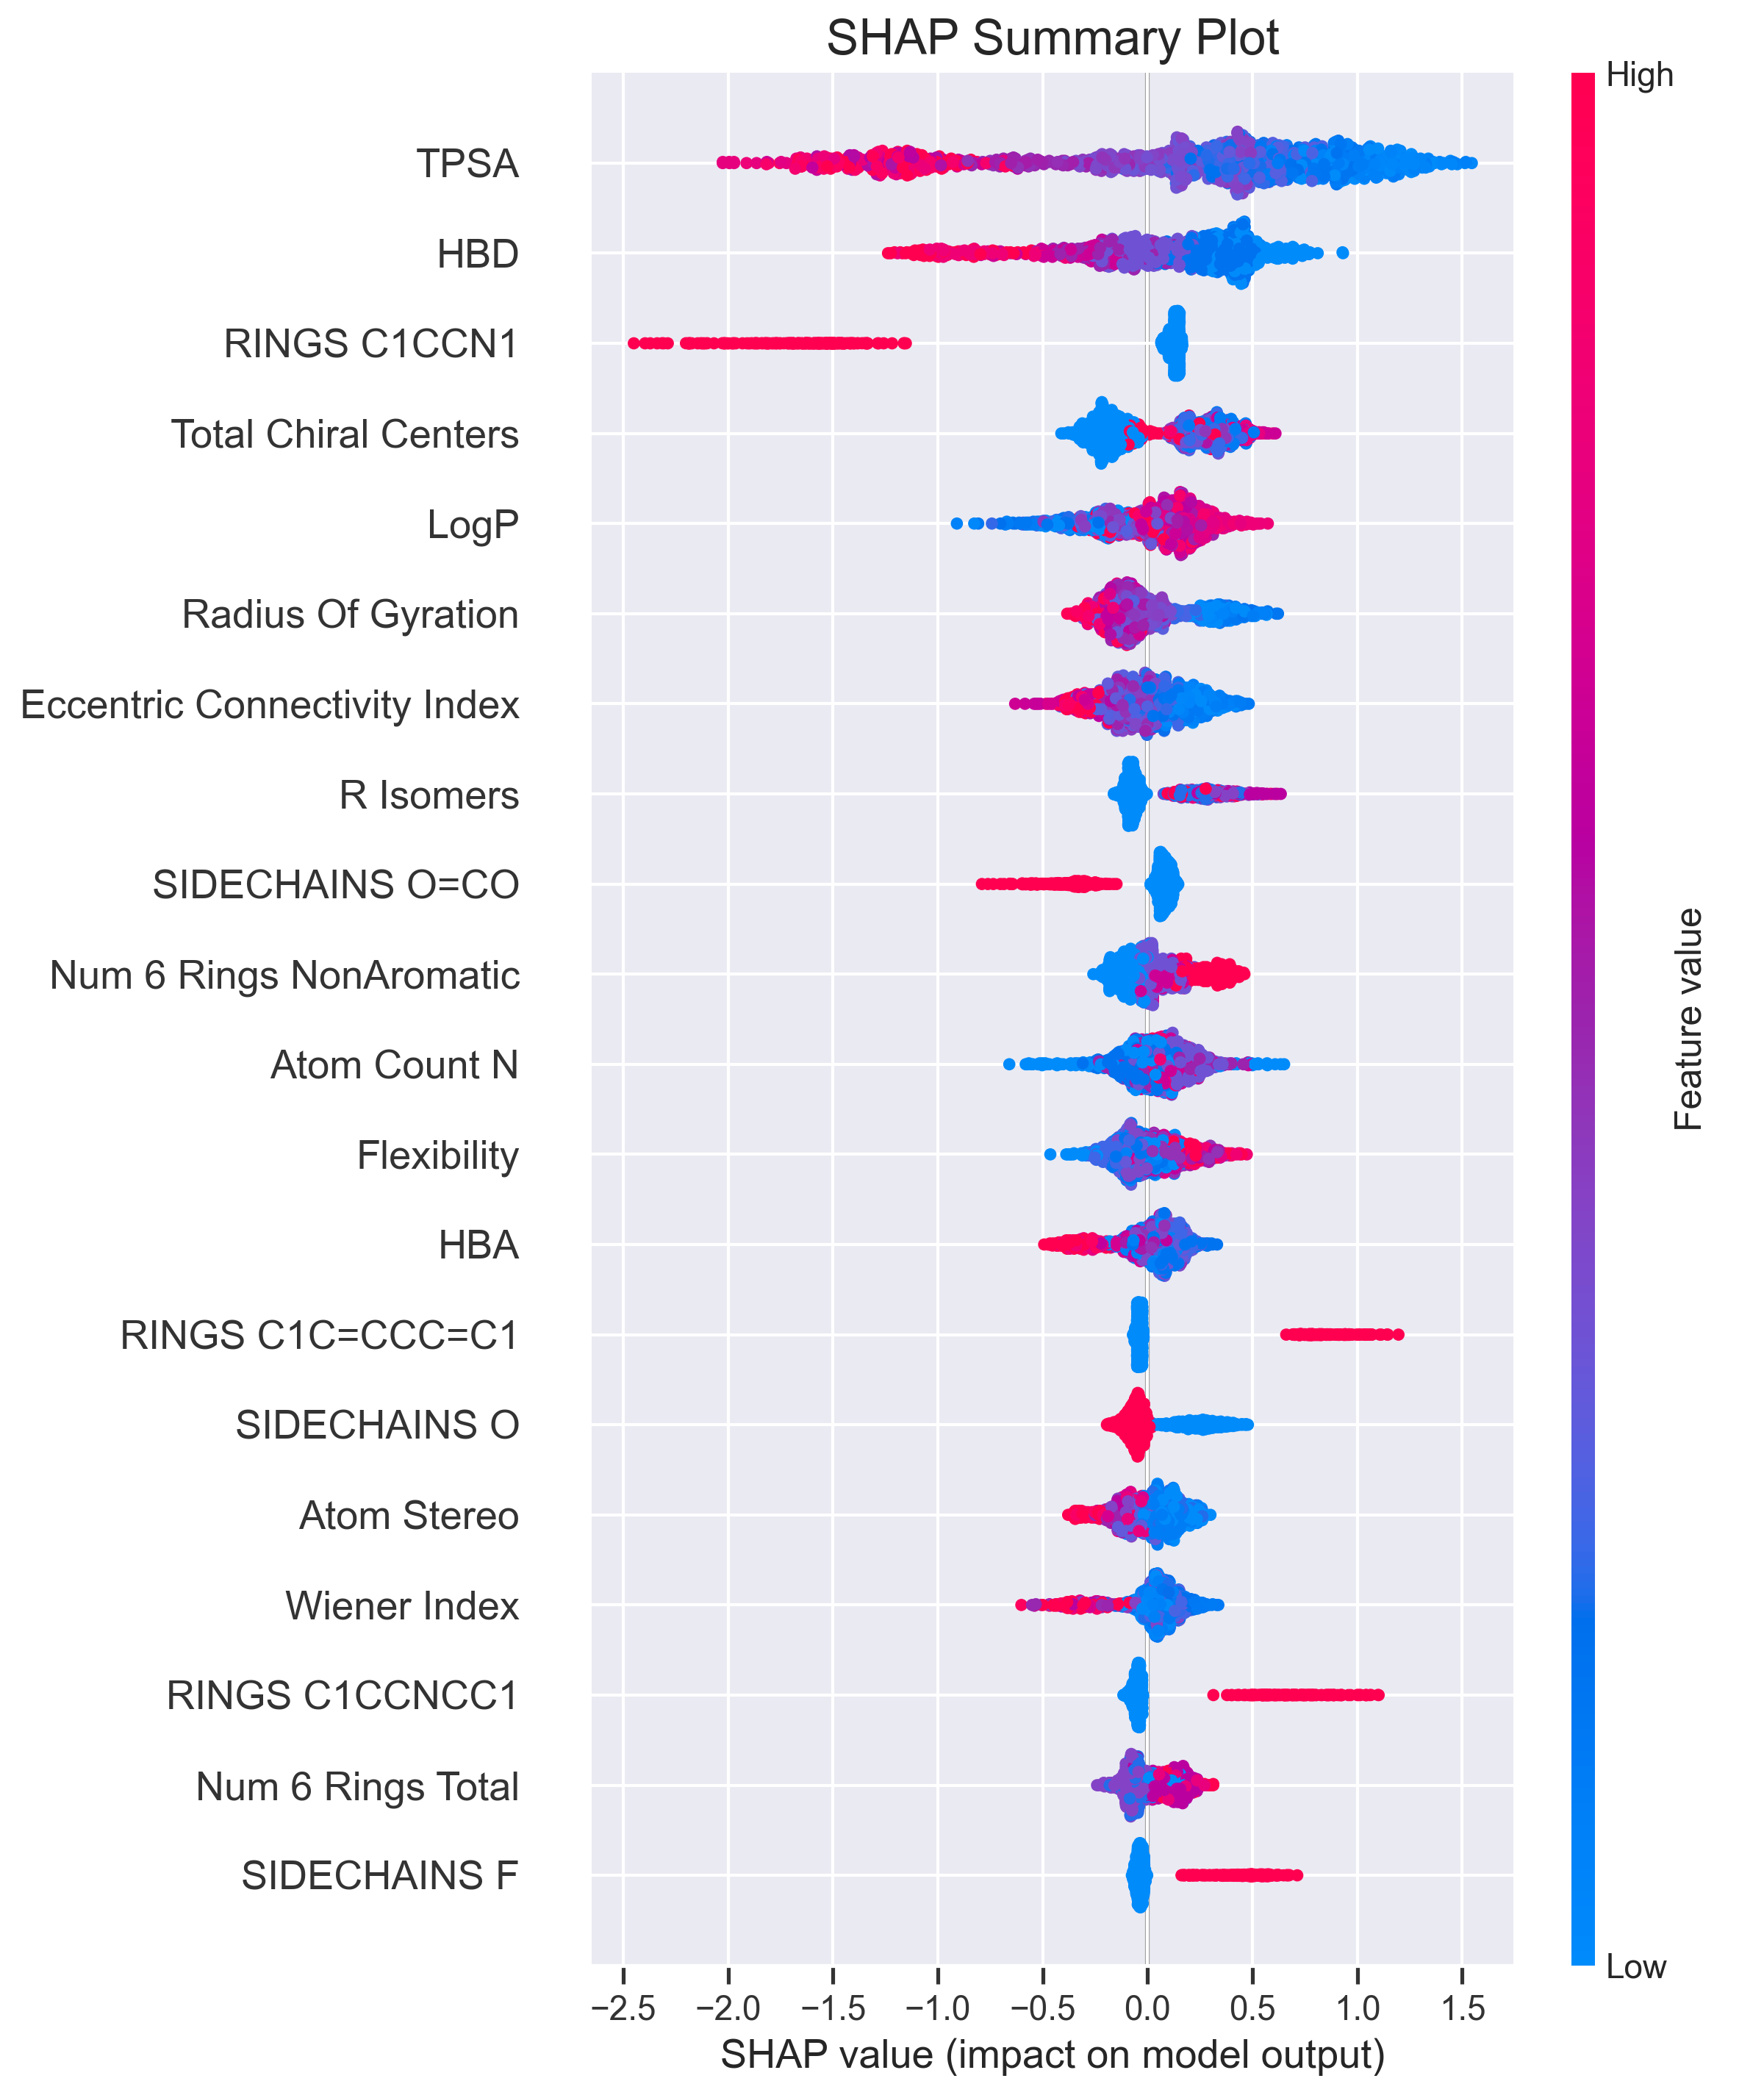 SHAP Summary Plot
High
TPSA
HBD
RINGS C1CCN1
Total Chiral Centers
LogP
Radius Of Gyration
Eccentric Connectivity Index
R Isomers
SIDECHAINS O=CO
Num 6 Rings NonAromatic
Atom Count N
Flexibility
HBA
RINGS C1C=CCC=C1
SIDECHAINS O
Atom Stereo
Wiener Index
RINGS C1CCNCC1
Num 6 Rings Total
SIDECHAINS F
Feature value
Low
−2.5 −2.0 −1.5 −1.0 −0.5 0.0 0.5 1.0 1.5
SHAP value (impact on model output)